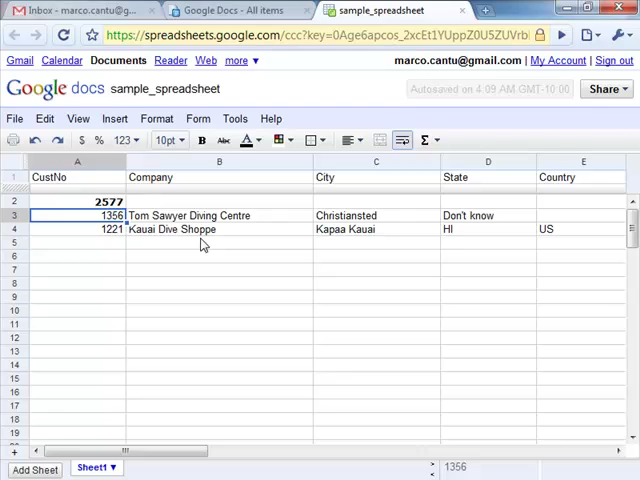 Inbox - marco.cantu@gmail.c
Google Docs - All items
sample_spreadsheet
https://spreadsheets.google.com/ccc?key=0Age6apcos_2xcEt1YUppZ0U5ZUVrbl
Gmail Calendar Documents Reader Web more ▼
marco.cantu@gmail.com | My Account | Sign out
Google docs sample_spreadsheet
Autosaved on 4:09 AM GMT-10:00
Share
File Edit View Insert Format Form Tools Help
$ % 123 10pt B Abc Σ
A B C D E
1 CustNo Company City State Country
2 2577
3 1356 Tom Sawyer Diving Centre Christiansted Don't know
4 1221 Kauai Dive Shoppe Kapaa Kauai HI US
5
6
7
8
9
10
11
12
13
14
15
16
17
18
19
+
Add Sheet Sheet1 1356